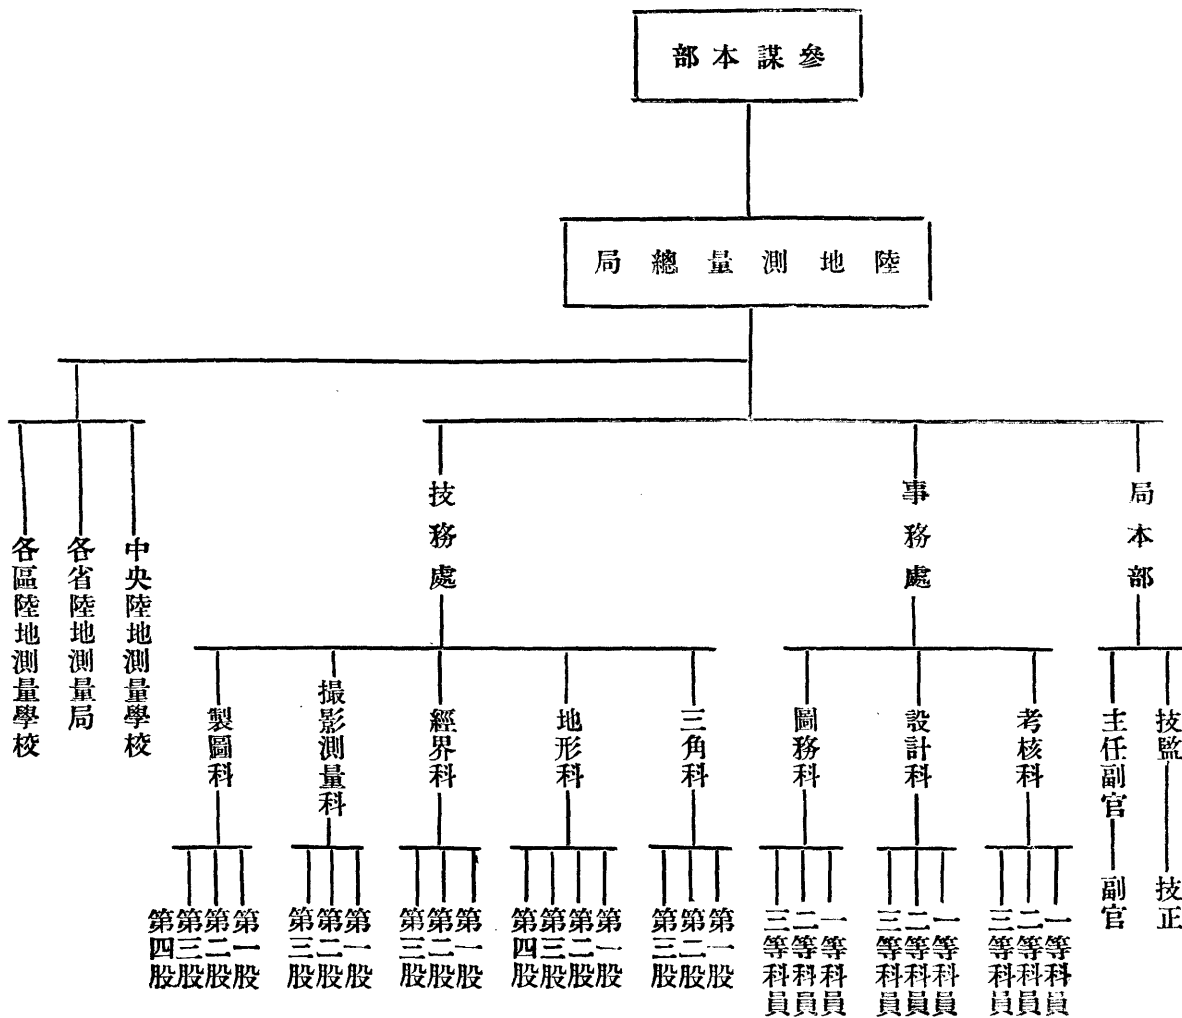 參謀本部
陸地測量總局
局本部
事務處
技務處
中央陸地測量學校
各省陸地測量局
各區陸地測量學校
技監
主任副官
考核科
設計科
圖務科
三角科
地形科
經界科
撮影測量科
製圖科
技正
副官
一等科員
二等科員
三等科員
一等科員
二等科員
三等科員
一等科員
二等科員
三等科員
第一股
第二股
第三股
第一股
第二股
第三股
第四股
第一股
第二股
第三股
第一股
第二股
第三股
第一股
第二股
第三股
第四股